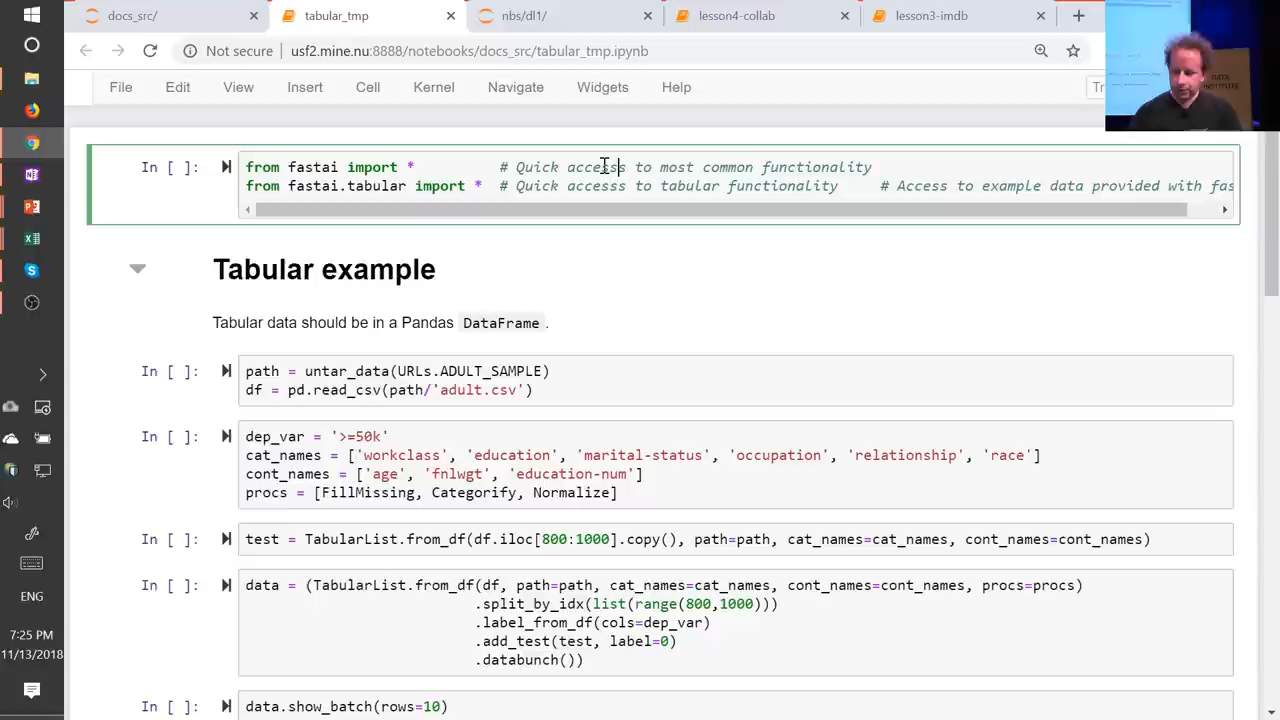 docs_src/
tabular_tmp
nbs/dl1/
lesson4-collab
lesson3-imdb
Not secure
usf2.mine.nu:8888/notebooks/docs_src/tabular_tmp.ipynb
File Edit View Insert Cell Kernel Navigate Widgets Help
DATA
INSTITUTE
In [ ]: from fastai import * # Quick accesss to most common functionality
from fastai.tabular import * # Quick accesss to tabular functionality # Access to example data provided with fas
Tabular example
Tabular data should be in a Pandas DataFrame.
In [ ]: path = untar_data(URLs.ADULT_SAMPLE)
df = pd.read_csv(path/'adult.csv')
In [ ]: dep_var = '>=50k'
cat_names = ['workclass', 'education', 'marital-status', 'occupation', 'relationship', 'race']
cont_names = ['age', 'fnlwgt', 'education-num']
procs = [FillMissing, Categorify, Normalize]
In [ ]: test = TabularList.from_df(df.iloc[800:1000].copy(), path=path, cat_names=cat_names, cont_names=cont_names)
In [ ]: data = (TabularList.from_df(df, path=path, cat_names=cat_names, cont_names=cont_names, procs=procs)
.split_by_idx(list(range(800,1000)))
.label_from_df(cols=dep_var)
.add_test(test, label=0)
.databunch())
In [ ]: data.show_batch(rows=10)
ENG
7:25 PM
11/13/2018